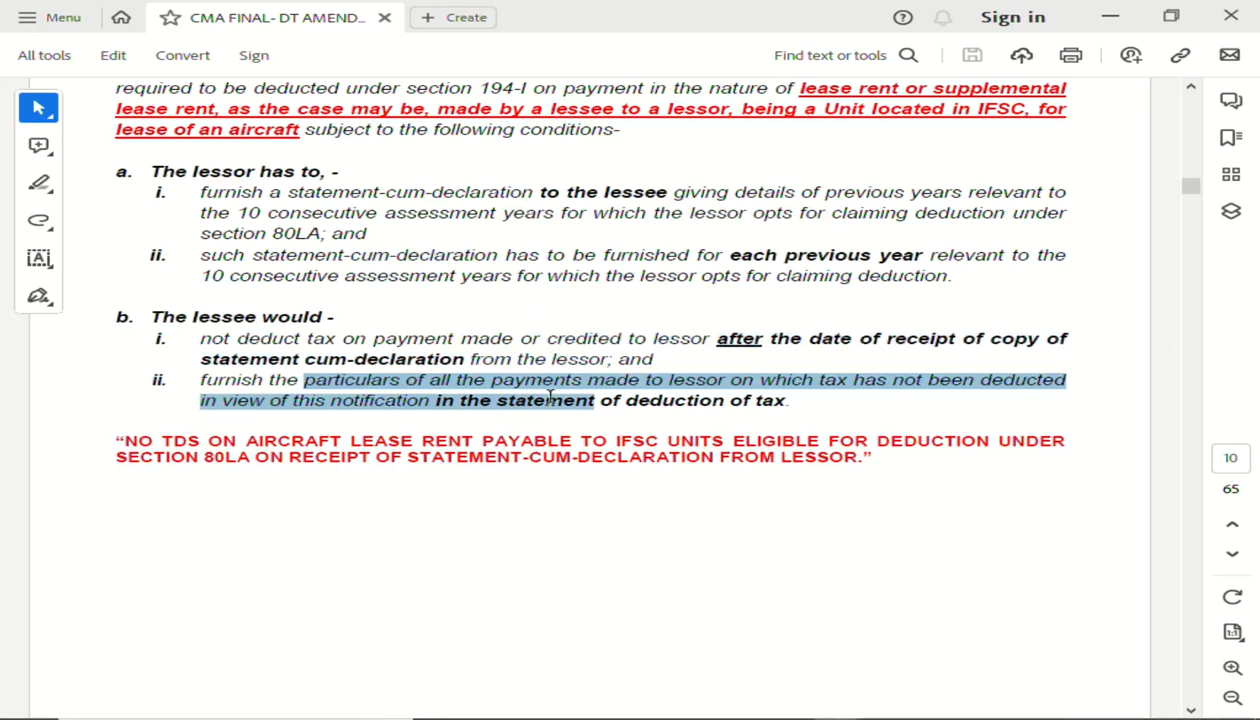 Menu
CMA FINAL- DT AMEND...
Create
Sign in
All tools
Edit
Convert
Sign
Find text or tools
required to be deducted under section 194-I on payment in the nature of lease rent or supplemental
lease rent, as the case may be, made by a lessee to a lessor, being a Unit located in IFSC, for
lease of an aircraft subject to the following conditions-
a. The lessor has to, -
i. furnish a statement-cum-declaration to the lessee giving details of previous years relevant to
the 10 consecutive assessment years for which the lessor opts for claiming deduction under
section 80LA; and
ii. such statement-cum-declaration has to be furnished for each previous year relevant to the
10 consecutive assessment years for which the lessor opts for claiming deduction.
b. The lessee would -
i. not deduct tax on payment made or credited to lessor after the date of receipt of copy of
statement cum-declaration from the lessor; and
ii. furnish the particulars of all the payments made to lessor on which tax has not been deducted
in view of this notification in the statement of deduction of tax.
“NO TDS ON AIRCRAFT LEASE RENT PAYABLE TO IFSC UNITS ELIGIBLE FOR DEDUCTION UNDER
SECTION 80LA ON RECEIPT OF STATEMENT-CUM-DECLARATION FROM LESSOR.”
10
65
1:1